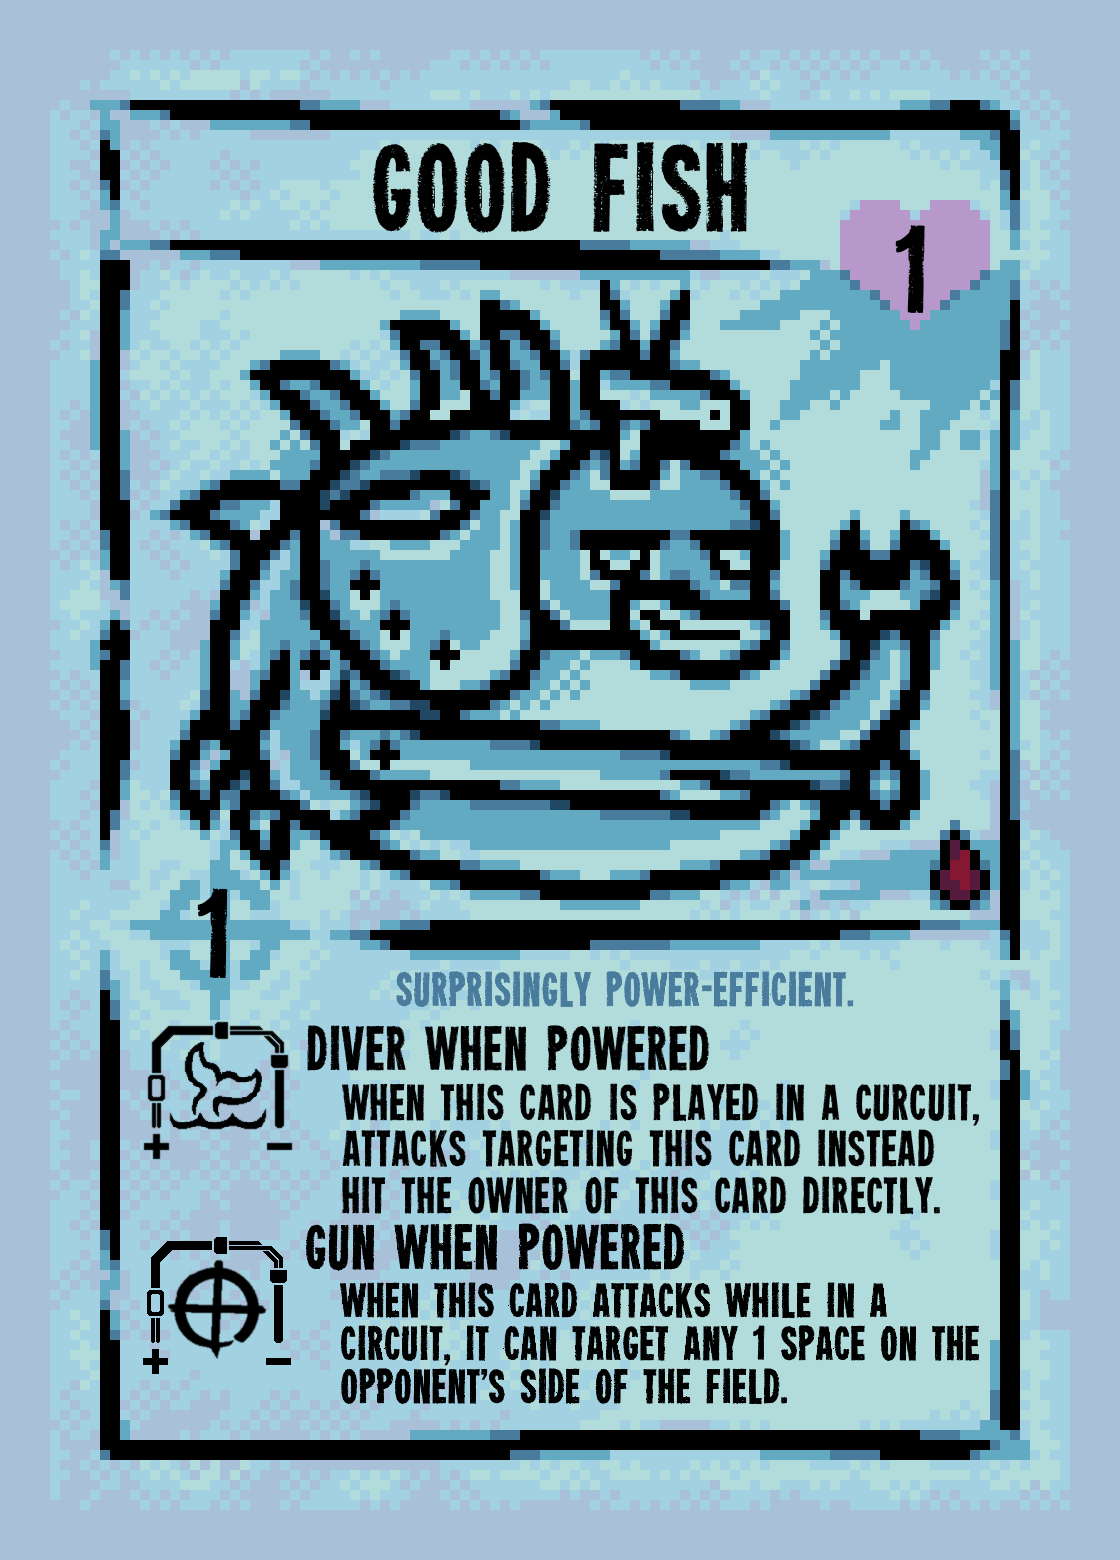 GOOD FISH
1
1
SURPRISINGLY POWER-EFFICIENT.
DIVER WHEN POWERED
WHEN THIS CARD IS PLAYED IN A CURCUIT,
ATTACKS TARGETING THIS CARD INSTEAD
HIT THE OWNER OF THIS CARD DIRECTLY.
GUN WHEN POWERED
WHEN THIS CARD ATTACKS WHILE IN A
CIRCUIT, IT CAN TARGET ANY 1 SPACE ON THE
OPPONENT'S SIDE OF THE FIELD.